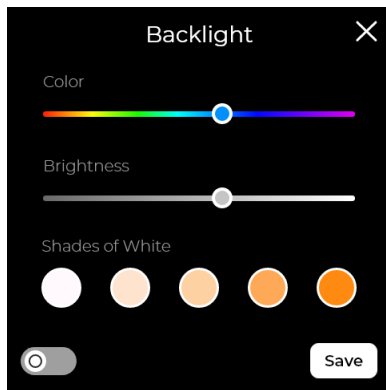 Backlight
Color
Brightness
Shades of White
Save